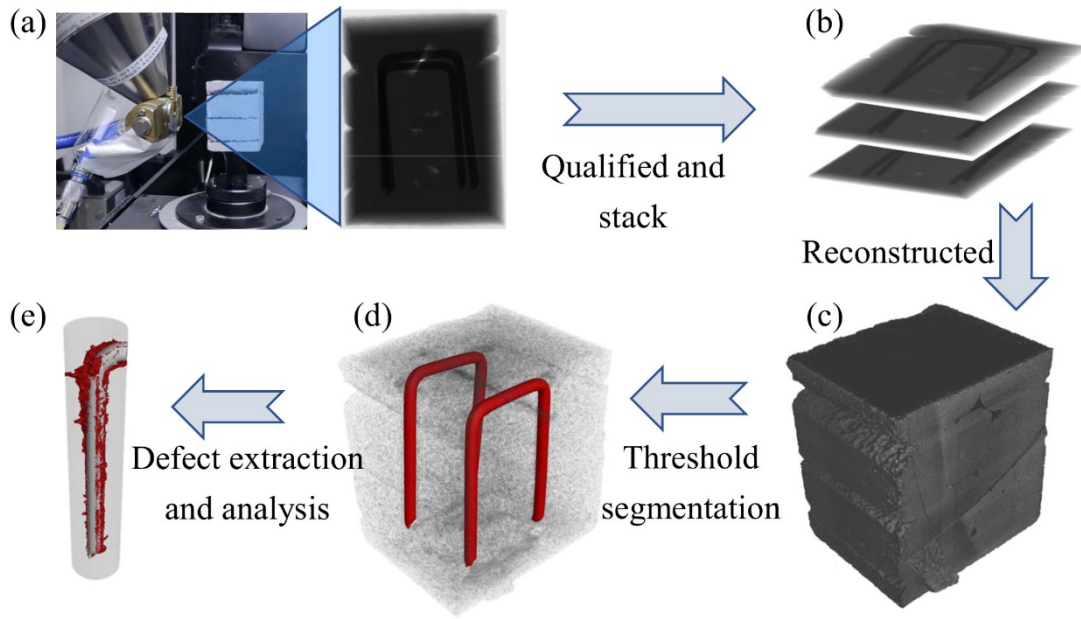 (a)
(b)
Qualified and
stack
Reconstructed
(e)
(d)
(c)
Defect extraction
and analysis
Threshold
segmentation